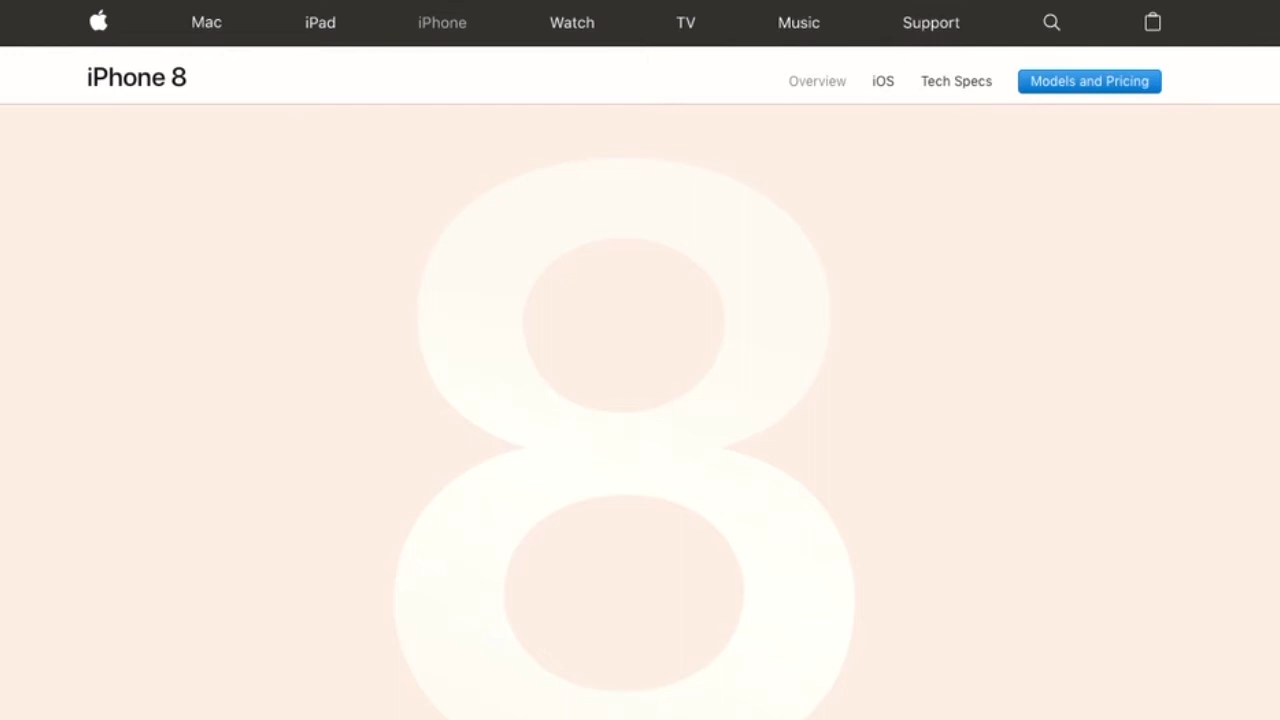 Mac iPad iPhone Watch TV Music Support
iPhone 8 Overview iOS Tech Specs Models and Pricing
8